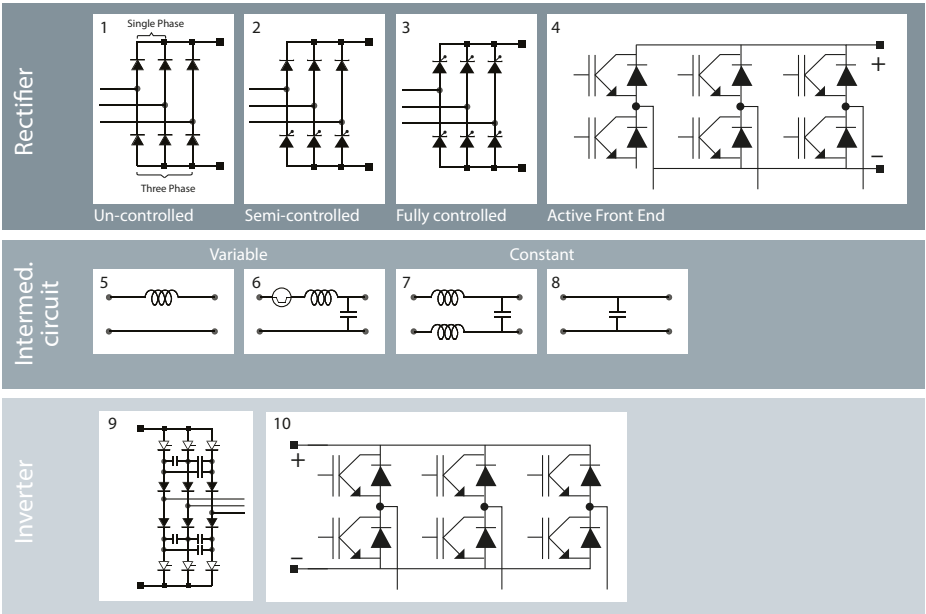 Rectifier
1
Single Phase
Three Phase
Un-controlled
2
Semi-controlled
3
Fully controlled
4
+
−
Active Front End
Intermed.
circuit
Variable
Constant
5
6
7
8
Inverter
9
10
+
−